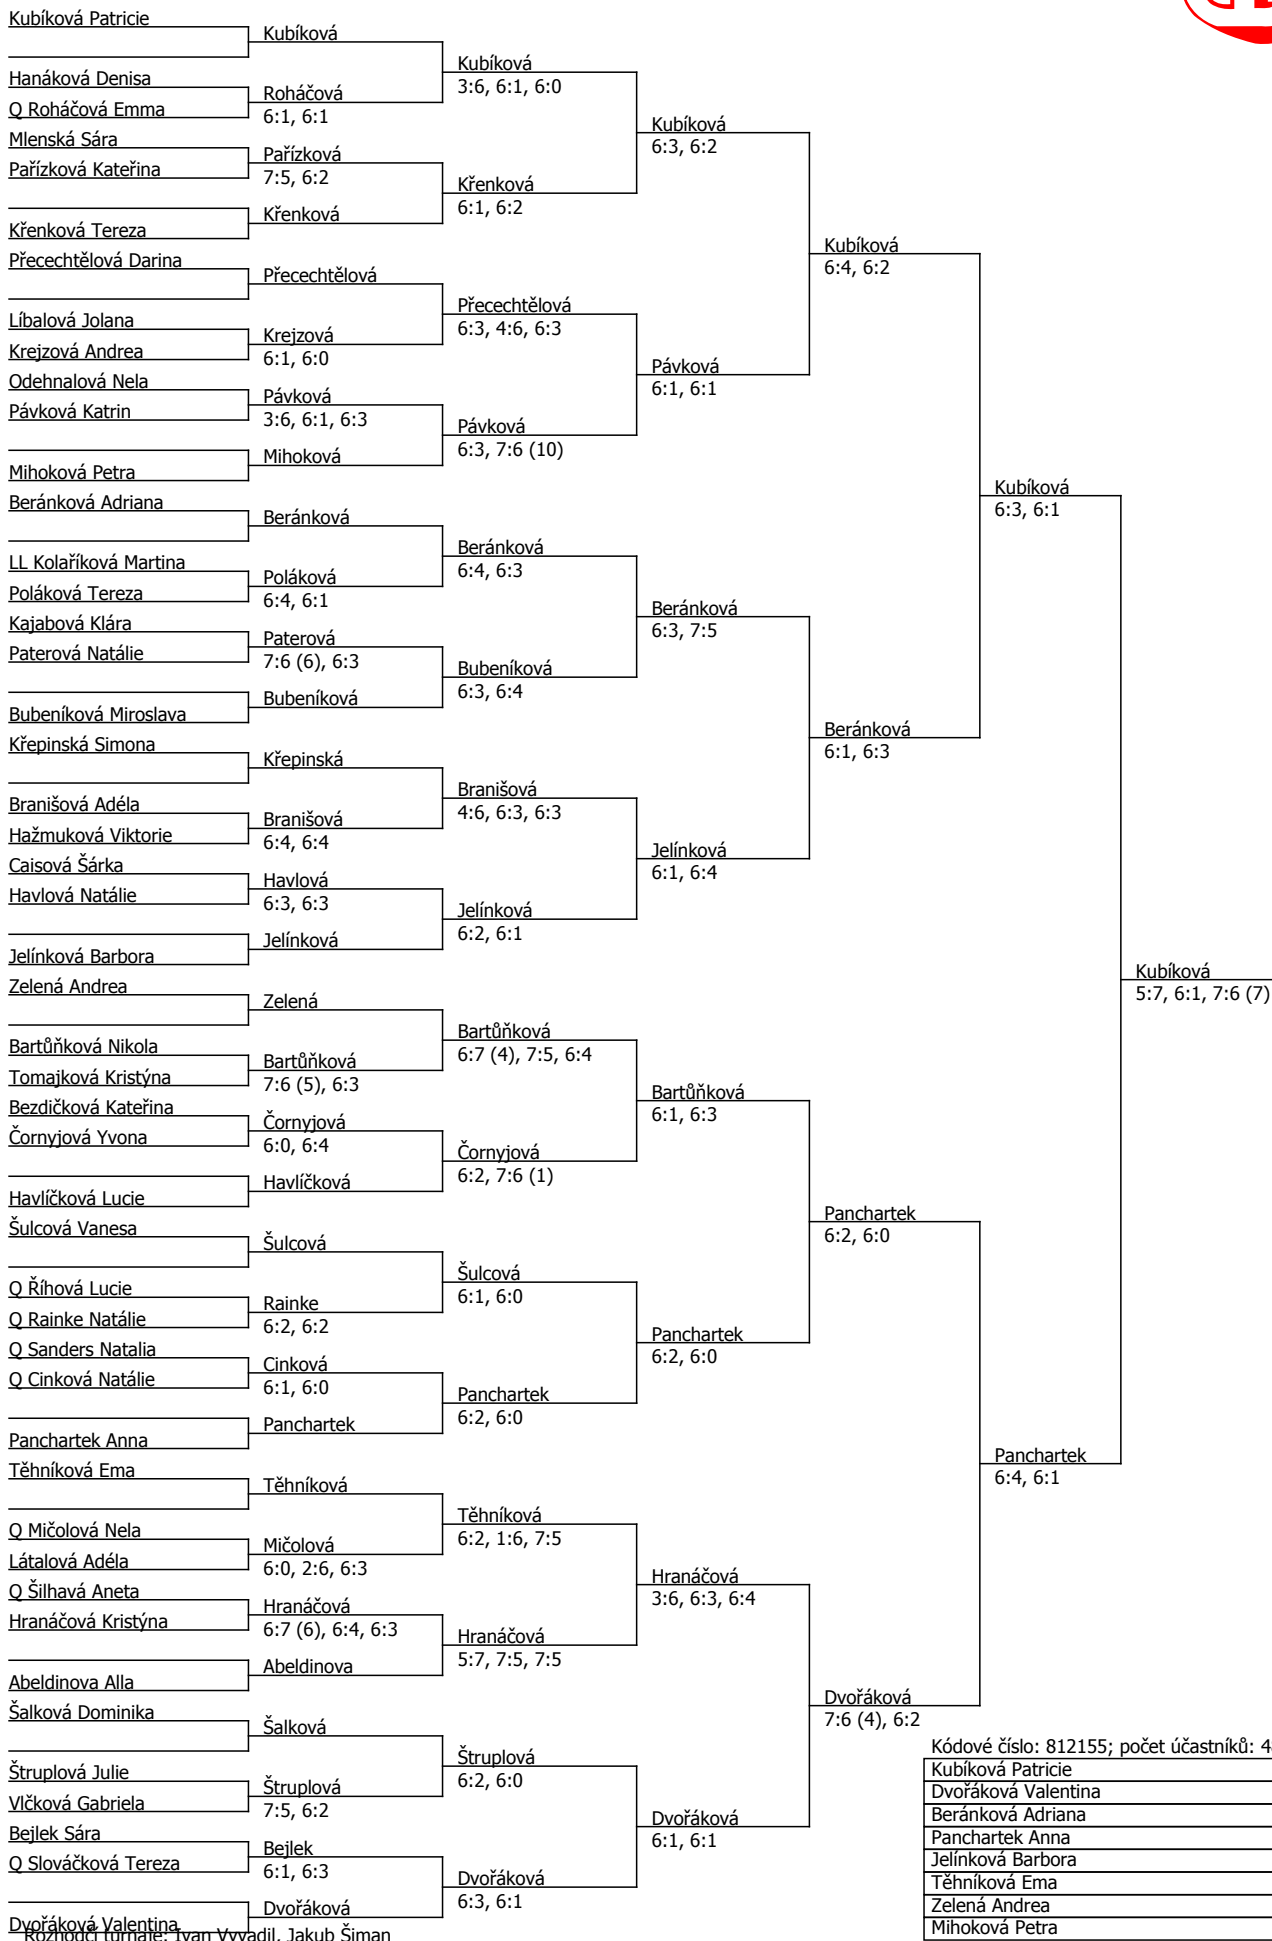 Kubíková Patricie
Kubíková
Kubíková
3:6, 6:1, 6:0
Hanáková Denisa
Roháčová
Q Roháčová Emma
6:1, 6:1
Kubíková
6:3, 6:2
Mlenská Sára
Pařízková
Pařízková Kateřina
7:5, 6:2
Křenková
6:1, 6:2
Křenková
Křenková Tereza
Kubíková
6:4, 6:2
Přecechtělová Darina
Přecechtělová
Přecechtělová
6:3, 4:6, 6:3
Líbalová Jolana
Krejzová
Krejzová Andrea
6:1, 6:0
Pávková
6:1, 6:1
Odehnalová Nela
Pávková
Pávková Katrin
3:6, 6:1, 6:3
Pávková
6:3, 7:6 (10)
Mihoková
Mihoková Petra
Kubíková
6:3, 6:1
Beránková Adriana
Beránková
Beránková
6:4, 6:3
LL Kolaříková Martina
Poláková
Poláková Tereza
6:4, 6:1
Beránková
6:3, 7:5
Kajabová Klára
Paterová
Paterová Natálie
7:6 (6), 6:3
Bubeníková
6:3, 6:4
Bubeníková
Bubeníková Miroslava
Beránková
6:1, 6:3
Křepinská Simona
Křepinská
Branišová
4:6, 6:3, 6:3
Branišová Adéla
Branišová
Hažmuková Viktorie
6:4, 6:4
Jelínková
6:1, 6:4
Caisová Šárka
Havlová
Havlová Natálie
6:3, 6:3
Jelínková
6:2, 6:1
Jelínková
Jelínková Barbora
Kubíková
5:7, 6:1, 7:6 (7)
Zelená Andrea
Zelená
Bartůňková
6:7 (4), 7:5, 6:4
Bartůňková Nikola
Bartůňková
Tomajková Kristýna
7:6 (5), 6:3
Bartůňková
6:1, 6:3
Bezdičková Kateřina
Čornyjová
Čornyjová Yvona
6:0, 6:4
Čornyjová
6:2, 7:6 (1)
Havlíčková
Havlíčková Lucie
Panchartek
6:2, 6:0
Šulcová Vanesa
Šulcová
Šulcová
6:1, 6:0
Q Říhová Lucie
Rainke
Q Rainke Natálie
6:2, 6:2
Panchartek
6:2, 6:0
Q Sanders Natalia
Cinková
Q Cinková Natálie
6:1, 6:0
Panchartek
6:2, 6:0
Panchartek
Panchartek Anna
Panchartek
6:4, 6:1
Těhníková Ema
Těhníková
Těhníková
6:2, 1:6, 7:5
Q Mičolová Nela
Mičolová
Látalová Adéla
6:0, 2:6, 6:3
Hranáčová
3:6, 6:3, 6:4
Q Šilhavá Aneta
Hranáčová
Hranáčová Kristýna
6:7 (6), 6:4, 6:3
Hranáčová
5:7, 7:5, 7:5
Abeldinova
Abeldinova Alla
Dvořáková
7:6 (4), 6:2
Šalková Dominika
Šalková
Štruplová
6:2, 6:0
Štruplová Julie
Štruplová
Vlčková Gabriela
7:5, 6:2
Dvořáková
6:1, 6:1
Bejlek Sára
Bejlek
Q Slováčková Tereza
6:1, 6:3
Dvořáková
6:3, 6:1
Dvořáková
Dvořáková Valentina
Rozhodčí turnaje: Ivan Vyvadil, Jakub Šiman
Kódové číslo: 812155; počet účastníků:
Kubíková Patricie
Dvořáková Valentina
Beránková Adriana
Panchartek Anna
Jelínková Barbora
Těhníková Ema
Zelená Andrea
Mihoková Petra